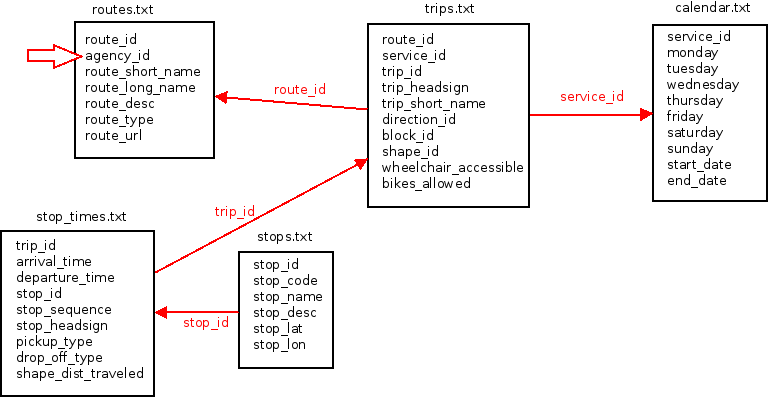 routes.txt
route_id
agency_id
route_short_name
route_long_name
route_desc
route_type
route_url
route_id
trips.txt
route_id
service_id
trip_id
trip_headsign
trip_short_name
direction_id
block_id
shape_id
wheelchair_accessible
bikes_allowed
service_id
calendar.txt
service_id
monday
tuesday
wednesday
thursday
friday
saturday
sunday
start_date
end_date
stop_times.txt
trip_id
arrival_time
departure_time
stop_id
stop_sequence
stop_headsign
pickup_type
drop_off_type
shape_dist_traveled
trip_id
stop_id
stops.txt
stop_id
stop_code
stop_name
stop_desc
stop_lat
stop_lon